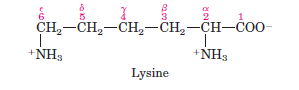 ε δ γ β α
6 5 4 3 2 1
CH₂—CH₂—CH₂—CH₂—CH—COO⁻
⁺NH₃ ⁺NH₃
Lysine